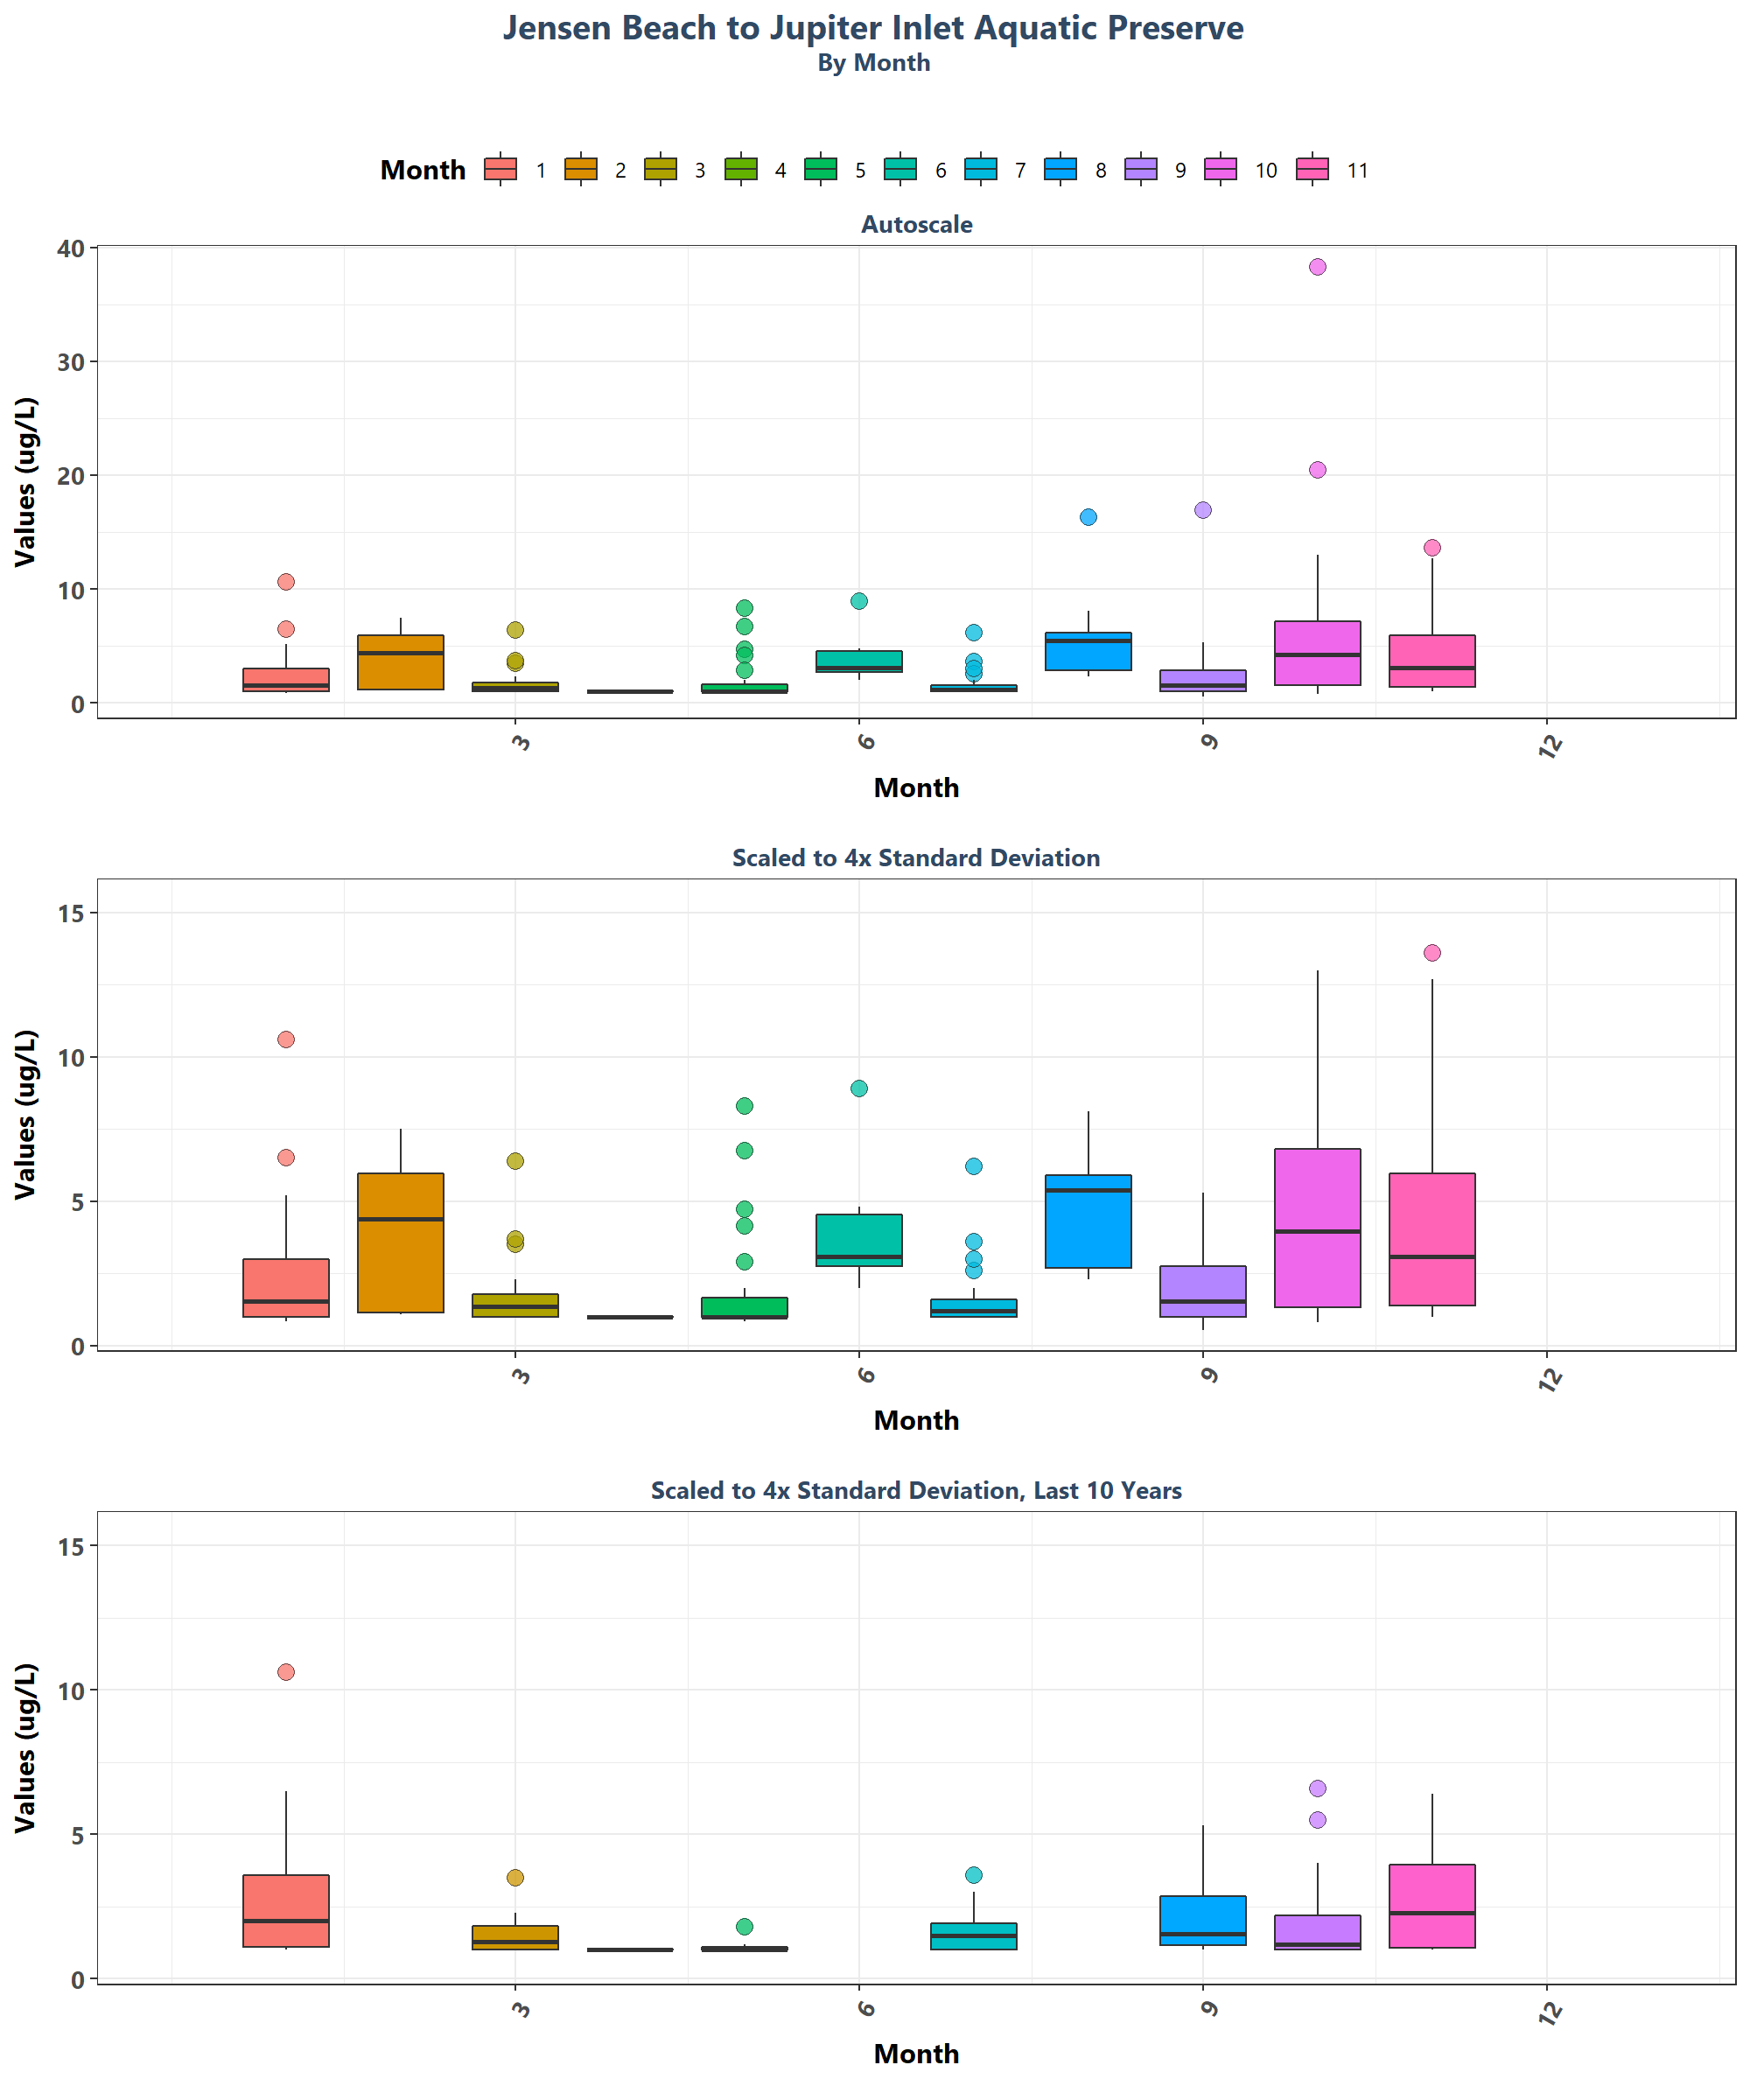 Jensen Beach to Jupiter Inlet Aquatic Preserve
By Month
Month 1 2 3 4 5 6 7 8 9 10 11
Autoscale
40
30
20
10
0
Values (ug/L)
3 6 9 12
Month
Scaled to 4x Standard Deviation
15
10
5
0
Values (ug/L)
3 6 9 12
Month
Scaled to 4x Standard Deviation, Last 10 Years
15
10
5
0
Values (ug/L)
3 6 9 12
Month